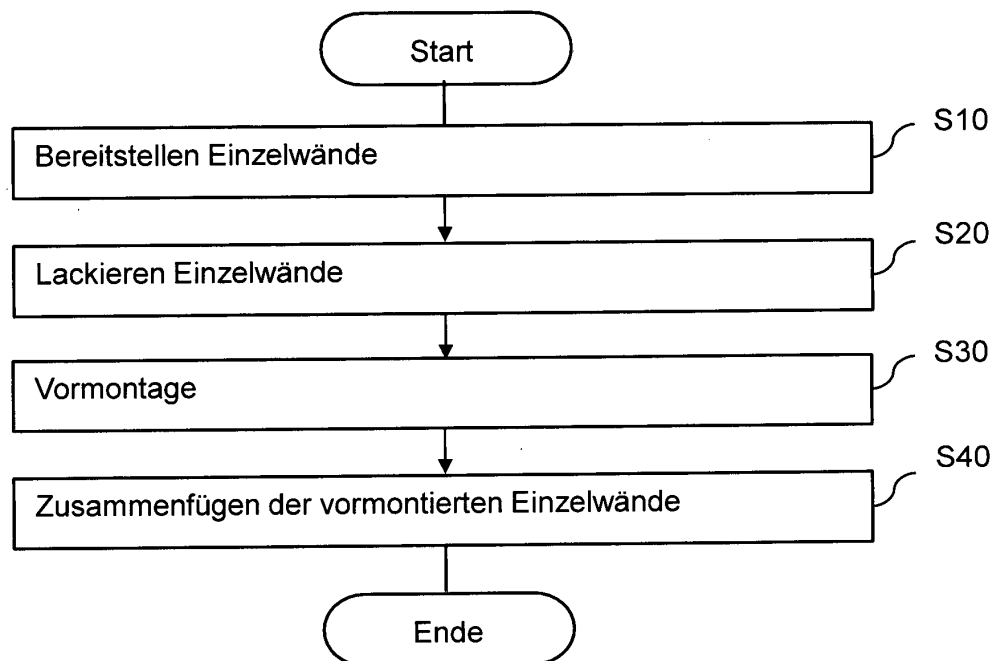 Start
S10
Bereitstellen Einzelwände
S20
Lackieren Einzelwände
S30
Vormontage
S40
Zusammenfügen der vormontierten Einzelwände
Ende